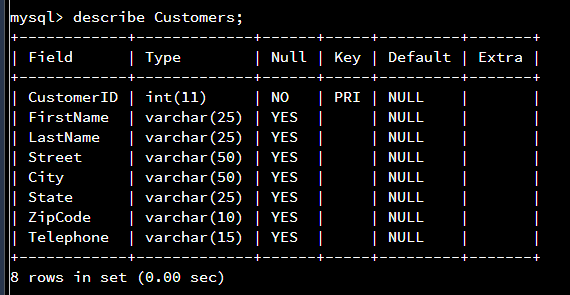 mysql> describe Customers;
+------------+-------------+------+-----+---------+-------+
| Field      | Type        | Null | Key | Default | Extra |
+------------+-------------+------+-----+---------+-------+
| CustomerID | int(11)     | NO   | PRI | NULL    |       |
| FirstName  | varchar(25) | YES  |     | NULL    |       |
| LastName   | varchar(25) | YES  |     | NULL    |       |
| Street     | varchar(50) | YES  |     | NULL    |       |
| City       | varchar(50) | YES  |     | NULL    |       |
| State      | varchar(25) | YES  |     | NULL    |       |
| ZipCode    | varchar(10) | YES  |     | NULL    |       |
| Telephone  | varchar(15) | YES  |     | NULL    |       |
+------------+-------------+------+-----+---------+-------+
8 rows in set (0.00 sec)